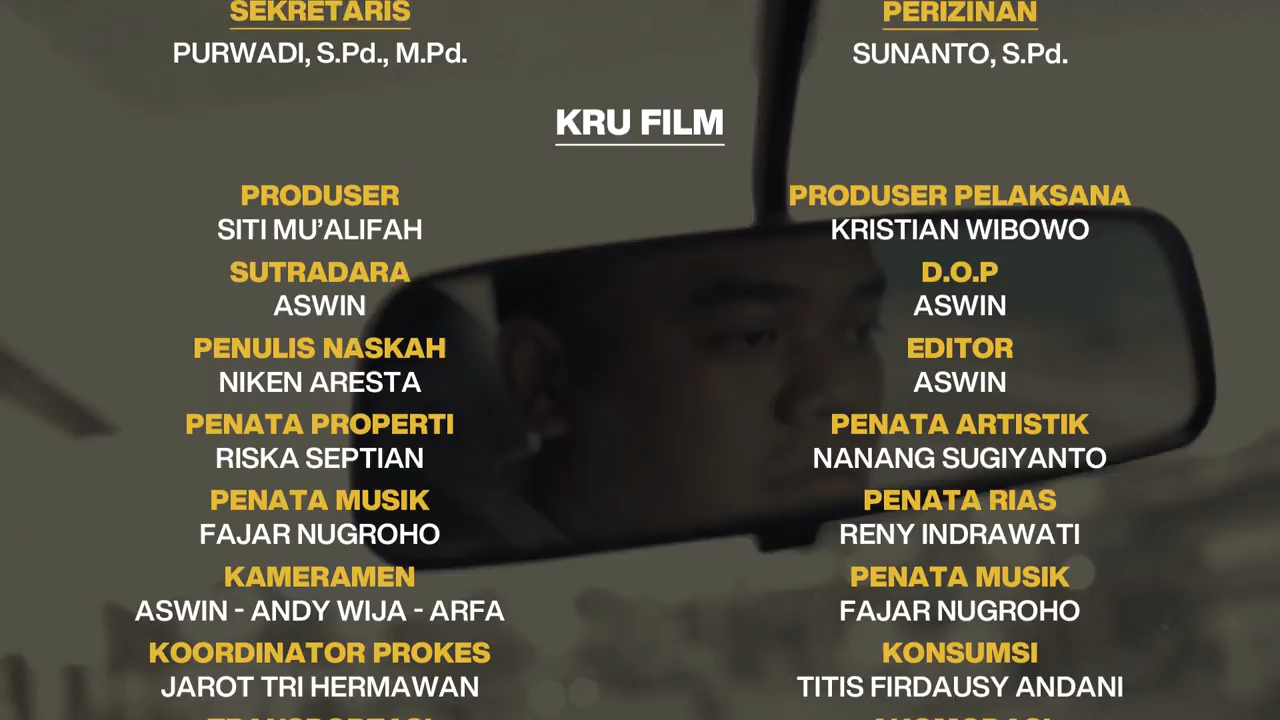 SEKRETARIS
PURWADI, S.Pd., M.Pd.
PERIZINAN
SUNANTO, S.Pd.
KRU FILM
PRODUSER
SITI MU’ALIFAH
PRODUSER PELAKSANA
KRISTIAN WIBOWO
SUTRADARA
ASWIN
D.O.P
ASWIN
PENULIS NASKAH
NIKEN ARESTA
EDITOR
ASWIN
PENATA PROPERTI
RISKA SEPTIAN
PENATA ARTISTIK
NANANG SUGIYANTO
PENATA MUSIK
FAJAR NUGROHO
PENATA RIAS
RENY INDRAWATI
KAMERAMEN
ASWIN - ANDY WIJA - ARFA
PENATA MUSIK
FAJAR NUGROHO
KOORDINATOR PROKES
JAROT TRI HERMAWAN
KONSUMSI
TITIS FIRDAUSY ANDANI